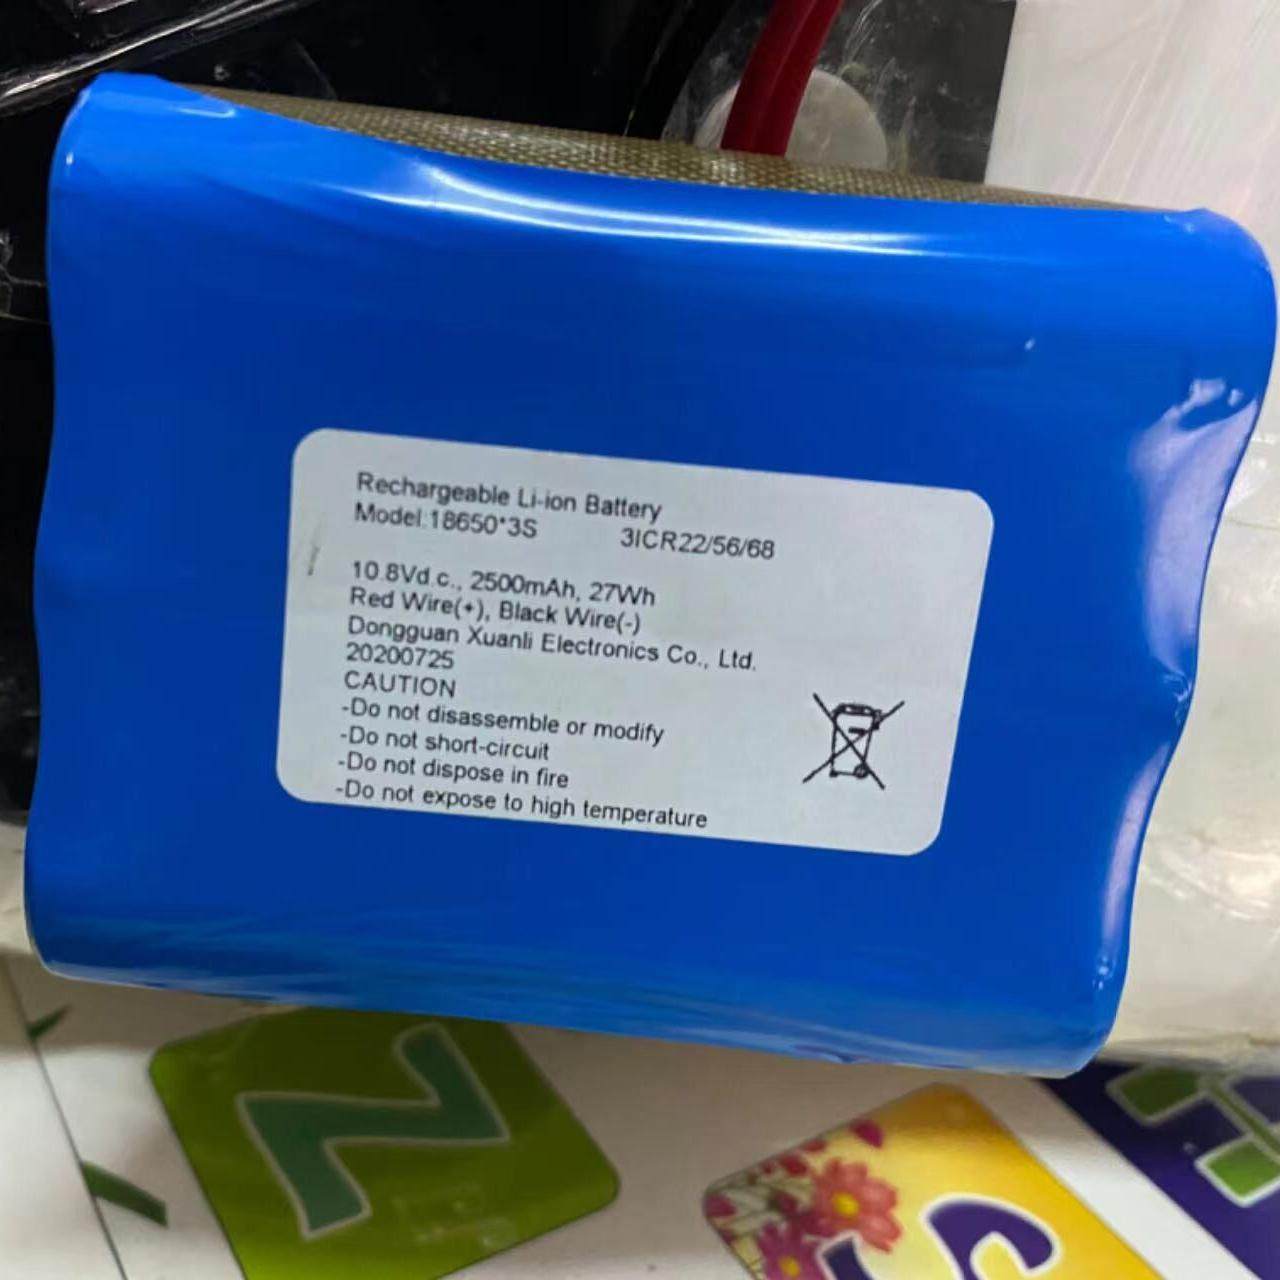 Rechargeable Li-ion Battery
Model:18650*3S 3ICR22/56/68
10.8Vd.c., 2500mAh, 27Wh
Red Wire(+), Black Wire(-)
Dongguan Xuanli Electronics Co., Ltd.
20200725
CAUTION
-Do not disassemble or modify
-Do not short-circuit
-Do not dispose in fire
-Do not expose to high temperature
N
S
H